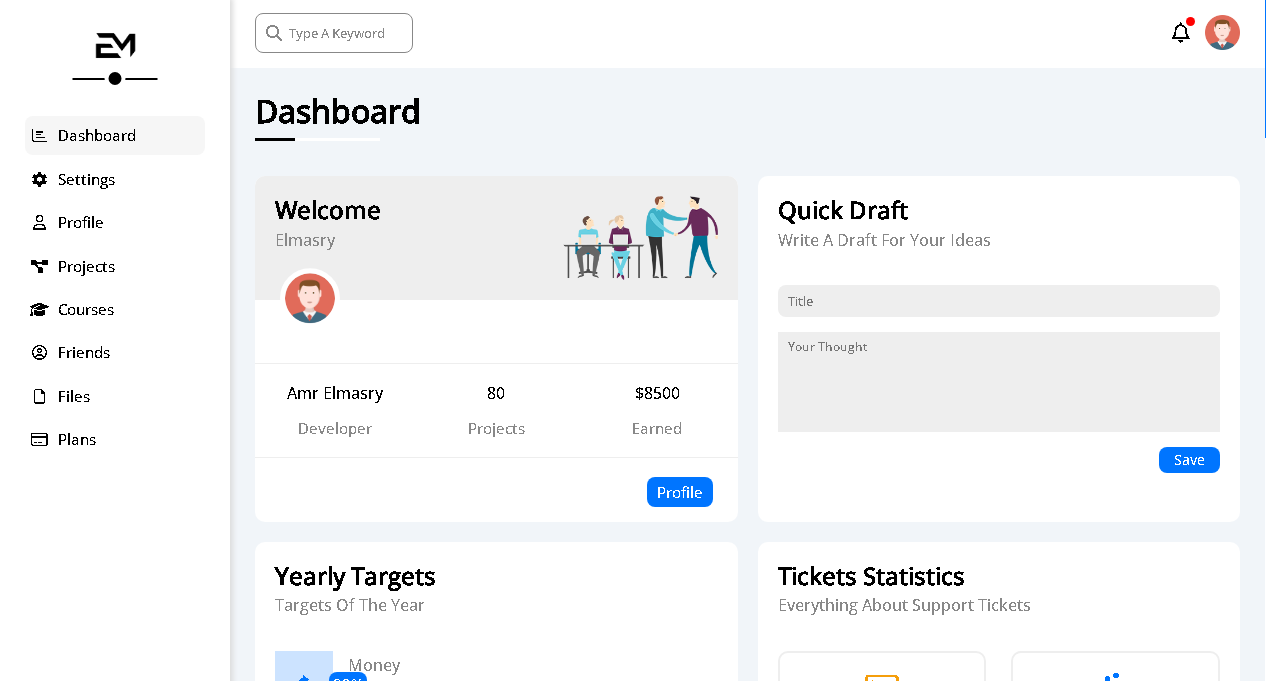 EM
Type A Keyword
Dashboard
Settings
Profile
Projects
Courses
Friends
Files
Plans
Dashboard
Welcome
Elmasry
Amr Elmasry
Developer
80
Projects
$8500
Earned
Profile
Quick Draft
Write A Draft For Your Ideas
Title
Your Thought
Save
Yearly Targets
Targets Of The Year
Money
Tickets Statistics
Everything About Support Tickets